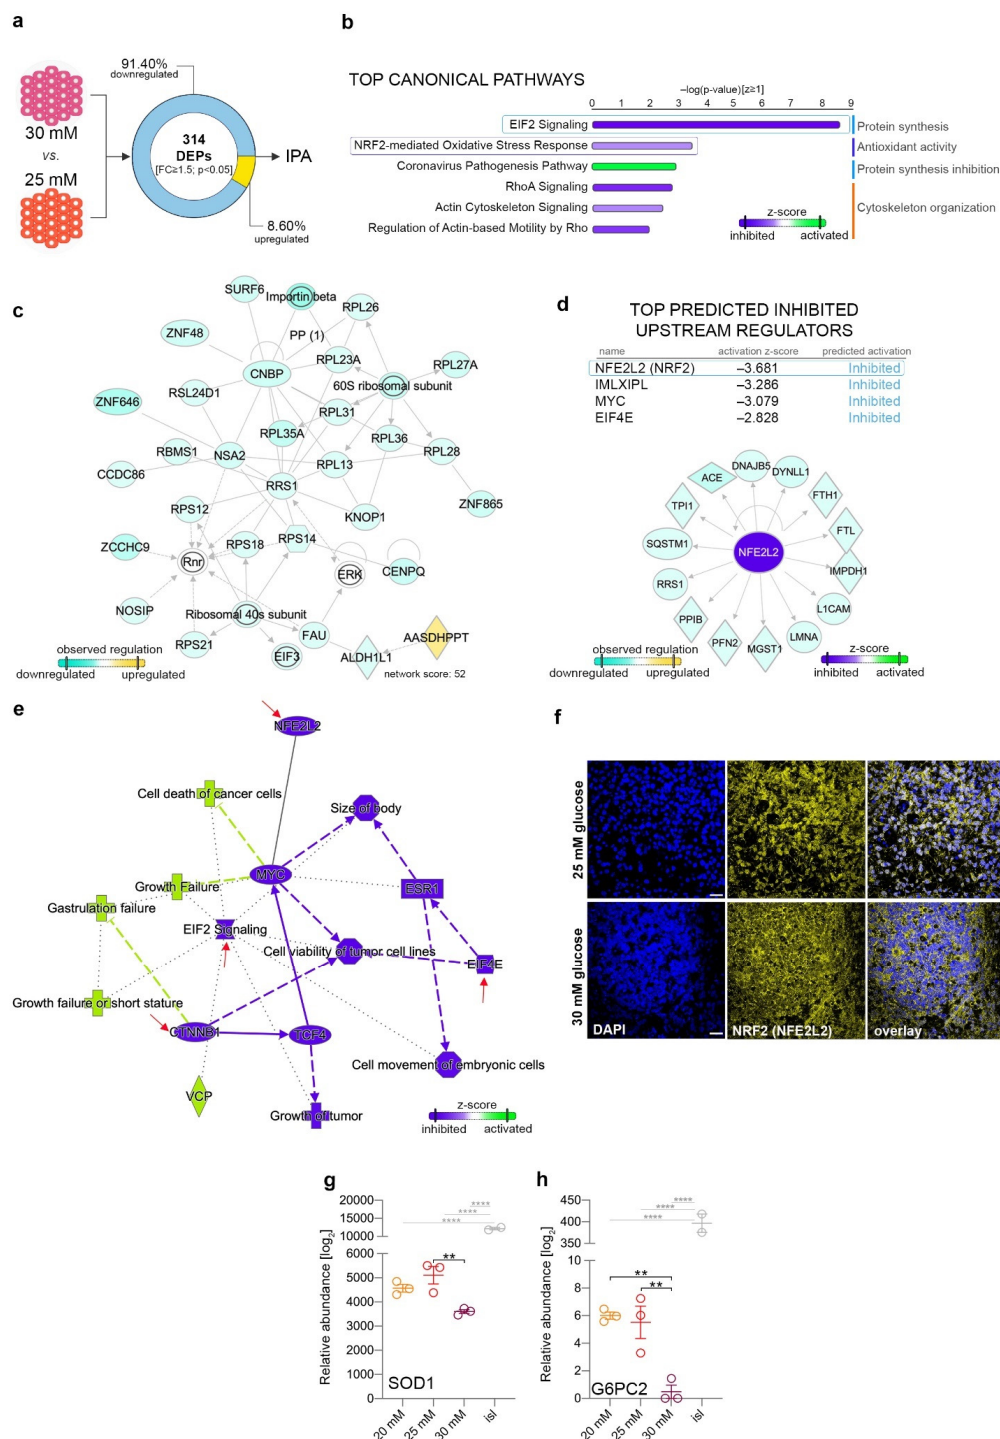 a
91.40%
downregulated
30 mM
vs.
25 mM
314
DEPs
[FC≥1.5; p<0.05]
IPA
8.60%
upregulated
b
TOP CANONICAL PATHWAYS
–log(p-value)[z≥1]
0 1 2 3 4 5 6 7 8 9
EIF2 Signaling
Protein synthesis
NRF2-mediated Oxidative Stress Response
Antioxidant activity
Coronavirus Pathogenesis Pathway
Protein synthesis inhibition
RhoA Signaling
Actin Cytoskeleton Signaling
Cytoskeleton organization
Regulation of Actin-based Motility by Rho
z-score
inhibited activated
c
SURF6
Importin beta
RPL26
ZNF48
PP (1)
RPL23A
RPL27A
CNBP
60S ribosomal subunit
RSL24D1
ZNF646
RPL31
RPL35A
RPL36
RBMS1
NSA2
RPL28
RPL13
CCDC86
RRS1
ZNF865
RPS12
KNOP1
RPS18
RPS14
ZCCHC9
Rnr
ERK
CENPQ
NOSIP
Ribosomal 40s subunit
FAU
AASDHPPT
RPS21
EIF3
ALDH1L1
observed regulation
downregulated upregulated
network score: 52
d
TOP PREDICTED INHIBITED
UPSTREAM REGULATORS
name activation z-score predicted activation
NFE2L2 (NRF2) –3.681 Inhibited
IMLXIPL –3.286 Inhibited
MYC –3.079 Inhibited
EIF4E –2.828 Inhibited
DNAJB5
ACE
DYNLL1
TPI1
FTH1
SQSTM1
FTL
NFE2L2
IMPDH1
RRS1
L1CAM
PPIB
LMNA
PFN2
MGST1
observed regulation
downregulated upregulated
z-score
inhibited activated
e
NFE2L2
Cell death of cancer cells
Size of body
MYC
Growth Failure
ESR1
Gastrulation failure
EIF2 Signaling
Cell viability of tumor cell lines
EIF4E
Growth failure or short stature
CTNNB1
TCF4
Cell movement of embryonic cells
VCP
Growth of tumor
z-score
inhibited activated
f
25 mM glucose
30 mM glucose
DAPI
NRF2 (NFE2L2)
overlay
g
Relative abundance [log2]
20000
15000
10000
6000
5000
4000
3000
2000
1000
0
****
****
****
**
SOD1
20 mM
25 mM
30 mM
isl
h
Relative abundance [log2]
450
400
350
8
6
4
2
0
****
****
****
**
**
G6PC2
20 mM
25 mM
30 mM
isl